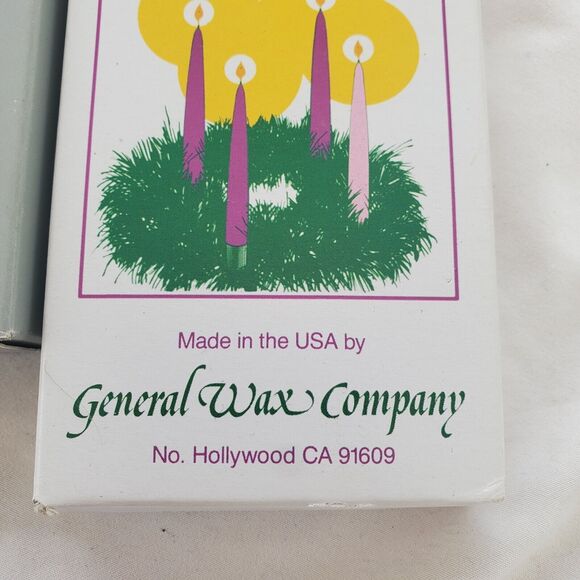 Made in the USA by
General Wax Company
No. Hollywood CA 91609